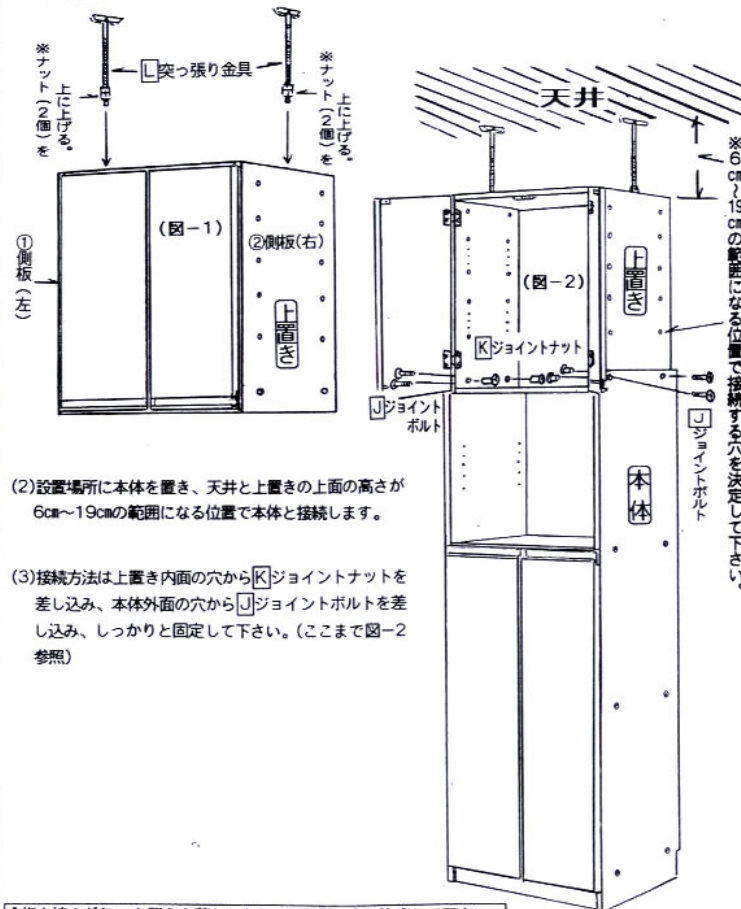 ※ナット（2個）を
上に上げる。
L突っ張り金具
※ナット（2個）を
上に上げる。
(図－1)
①側板（左）
②側板(右)
上置き
天井
※6㎝～19㎝の範囲になる位置で接続する穴を決定して下さい。
(図－2)
上置き
Kジョイントナット
Jジョイント
ボルト
Jジョイントボルト
本体
(2)設置場所に本体を置き、天井と上置きの上面の高さが
6㎝～19㎝の範囲になる位置で本体と接続します。
(3)接続方法は上置き内面の穴からKジョイントナットを
差し込み、本体外面の穴からJジョイントボルトを差
し込み、しっかりと固定して下さい。(ここまで図－2
参照)